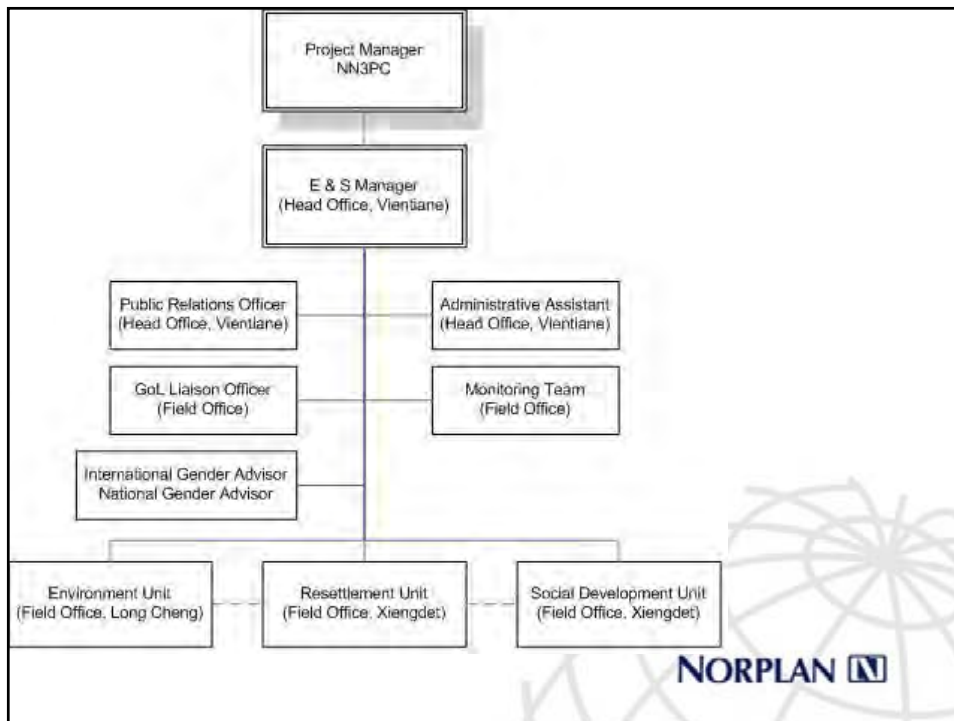 Project Manager
NN3PC
E & S Manager
(Head Office, Vientiane)
Public Relations Officer
(Head Office, Vientiane)
Administrative Assistant
(Head Office, Vientiane)
GoL Liaison Officer
(Field Office)
Monitoring Team
(Field Office)
International Gender Advisor
National Gender Advisor
Environment Unit
(Field Office, Long Cheng)
Resettlement Unit
(Field Office, Xiengdet)
Social Development Unit
(Field Office, Xiengdet)
NORPLAN N